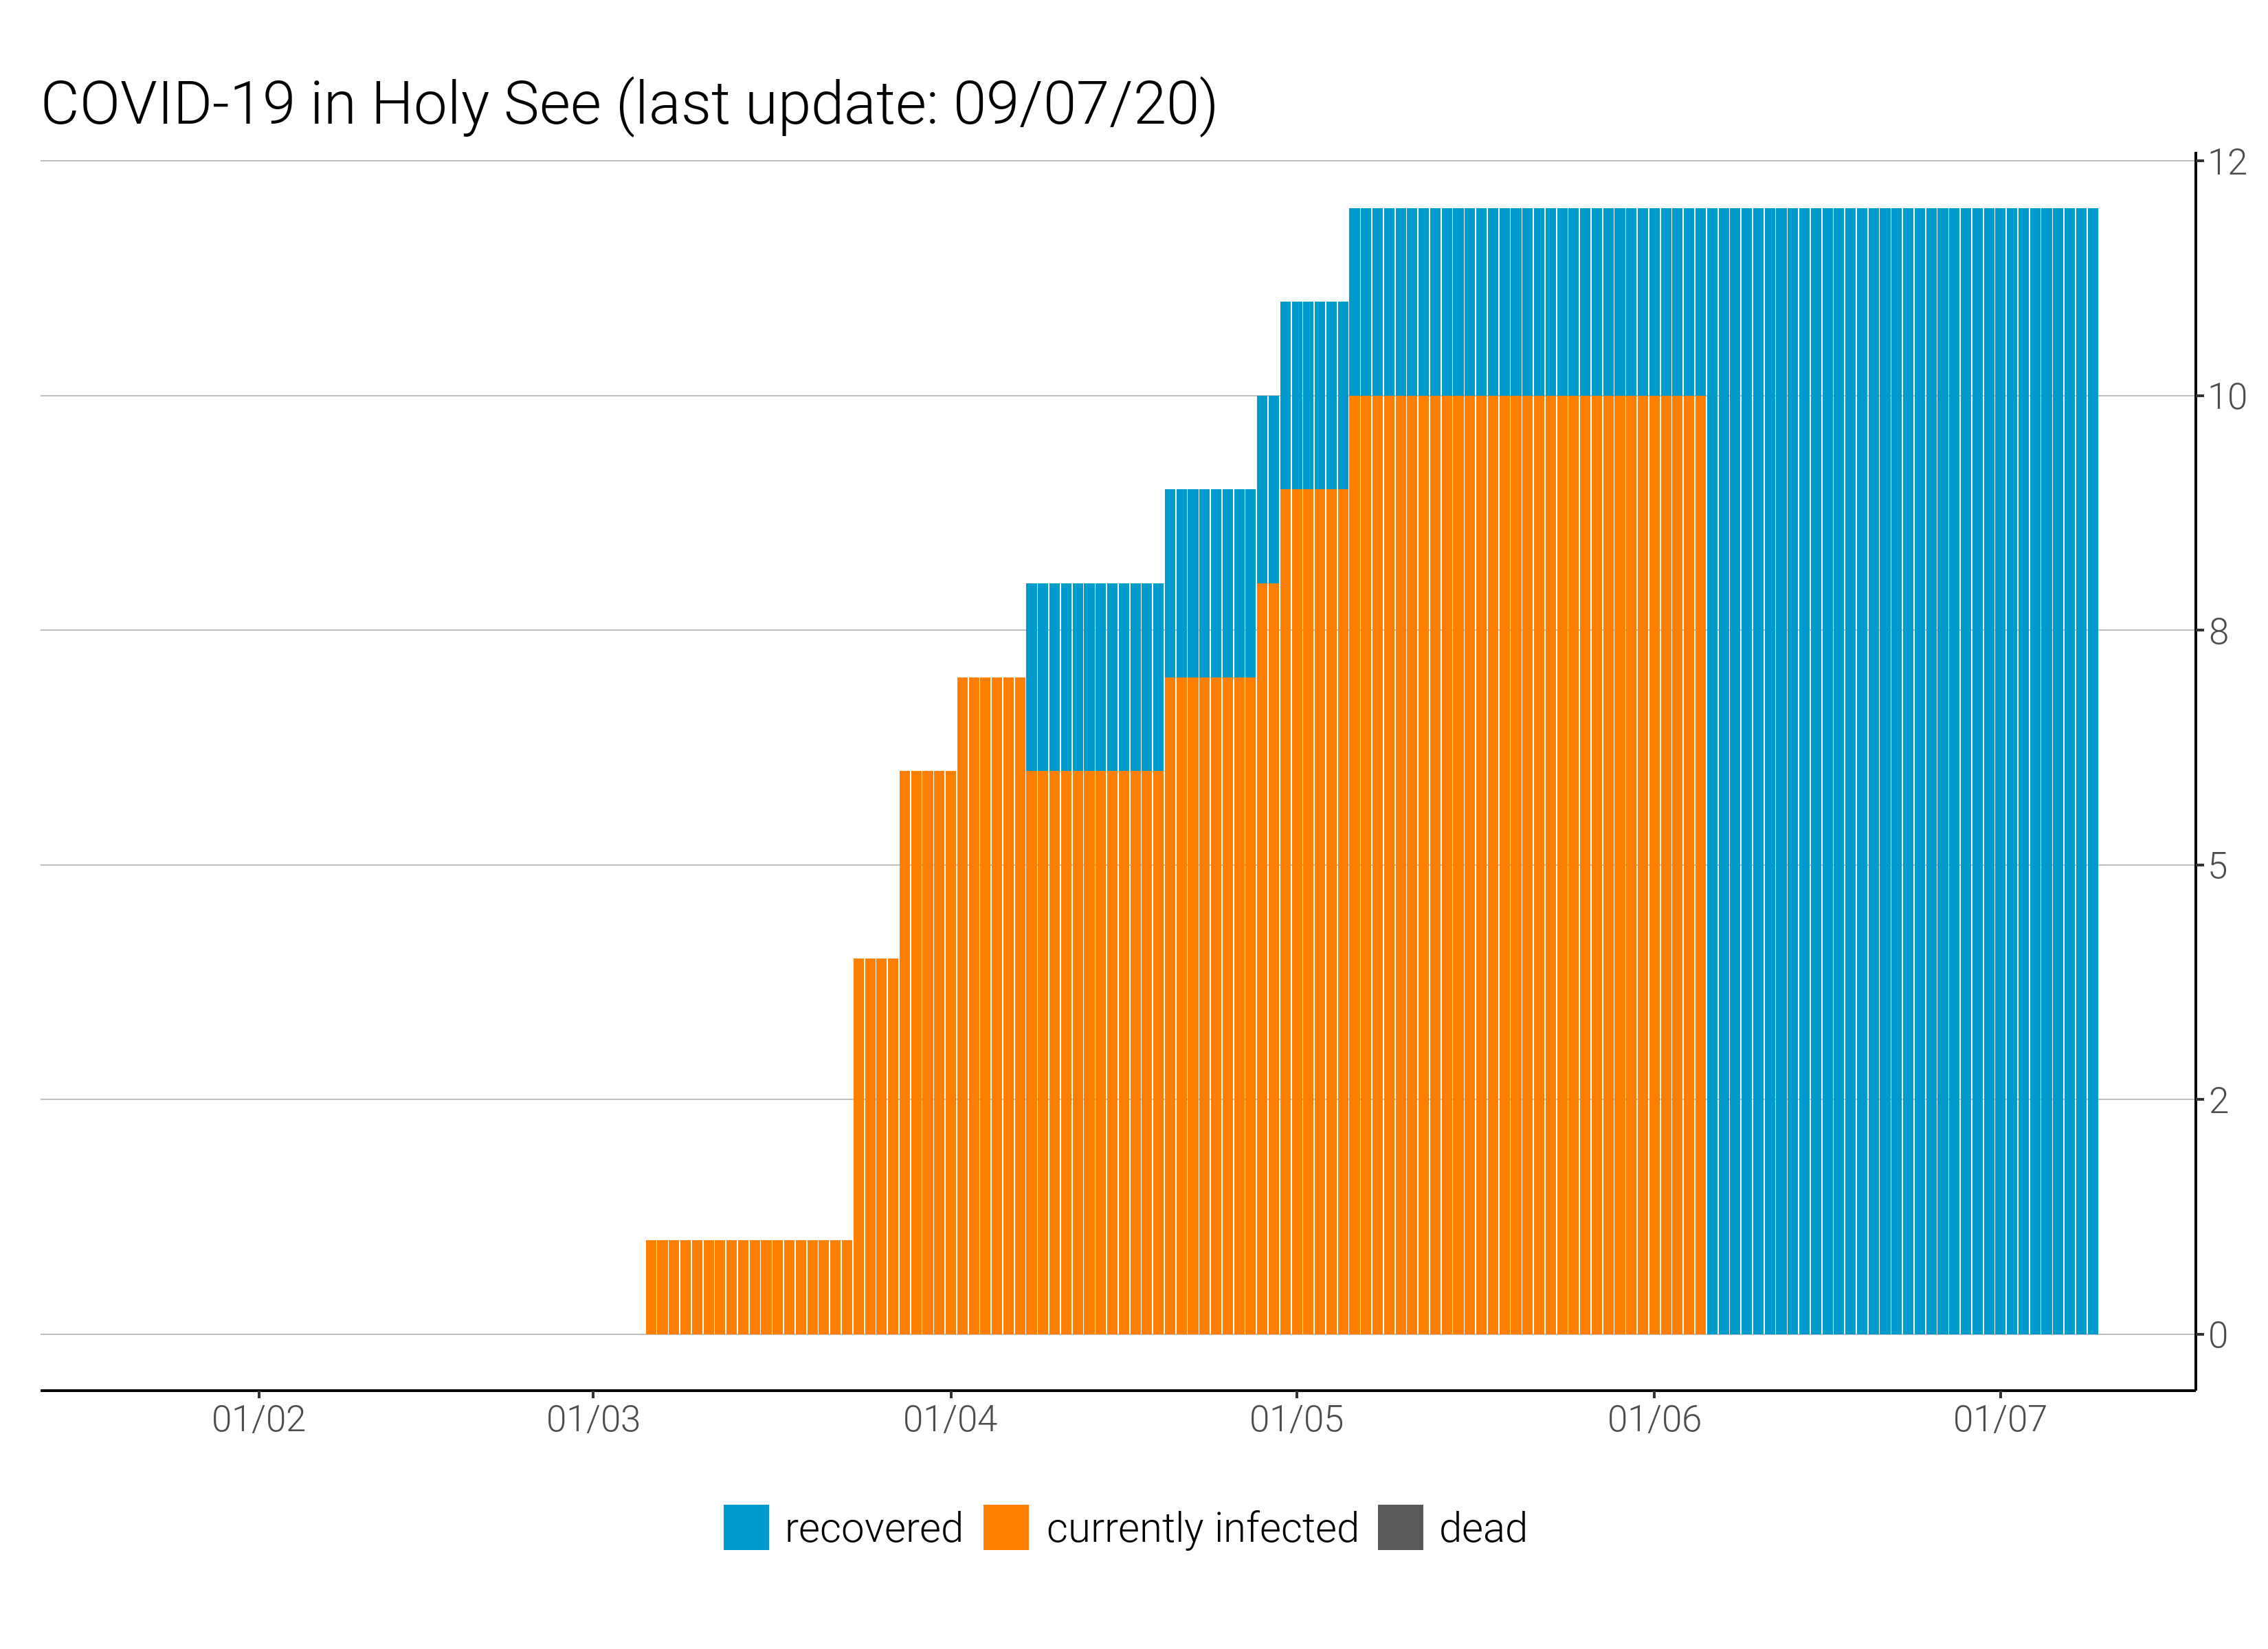 COVID-19 in Holy See (last update: 09/07/20)
12
10
8
5
2
0
01/02 01/03 01/04 01/05 01/06 01/07
recovered currently infected dead